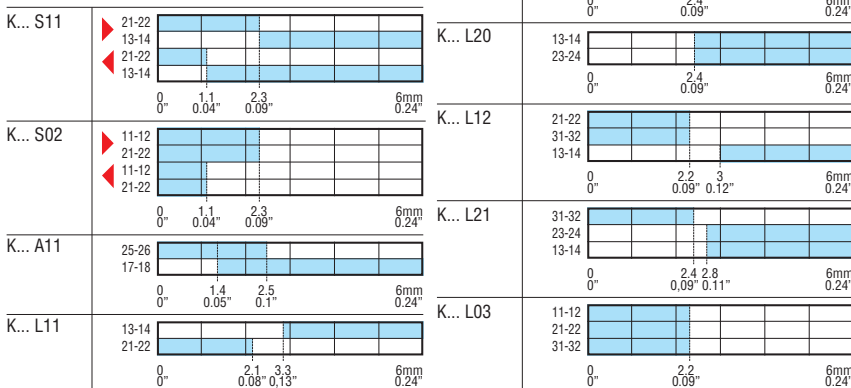 K... S11
21-22
13-14
21-22
13-14
0 1.1 2.3 6mm
0” 0.04” 0.09” 0.24”
K... S02
11-12
21-22
11-12
21-22
0 1.1 2.3 6mm
0” 0.04” 0.09” 0.24”
K... A11
25-26
17-18
0 1.4 2.5 6mm
0” 0.05” 0.1” 0.24”
K... L11
13-14
21-22
0 2.1 3.3 6mm
0” 0.08” 0,13” 0.24”
0 2.4 6mm
0” 0.09” 0.24”
K... L20
13-14
23-24
0 2.4 6mm
0” 0.09” 0.24”
K... L12
21-22
31-32
13-14
0 2.2 3 6mm
0” 0.09” 0.12” 0.24”
K... L21
31-32
23-24
13-14
0 2.4 2.8 6mm
0” 0,09” 0.11” 0.24”
K... L03
11-12
21-22
31-32
0 2.2 6mm
0” 0.09” 0.24”